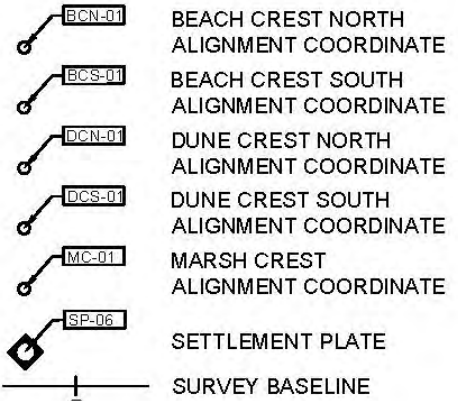 BCN-01 BEACH CREST NORTH
ALIGNMENT COORDINATE
BCS-01 BEACH CREST SOUTH
ALIGNMENT COORDINATE
DCN-01 DUNE CREST NORTH
ALIGNMENT COORDINATE
DCS-01 DUNE CREST SOUTH
ALIGNMENT COORDINATE
MC-01 MARSH CREST
ALIGNMENT COORDINATE
SP-06
SETTLEMENT PLATE
SURVEY BASELINE